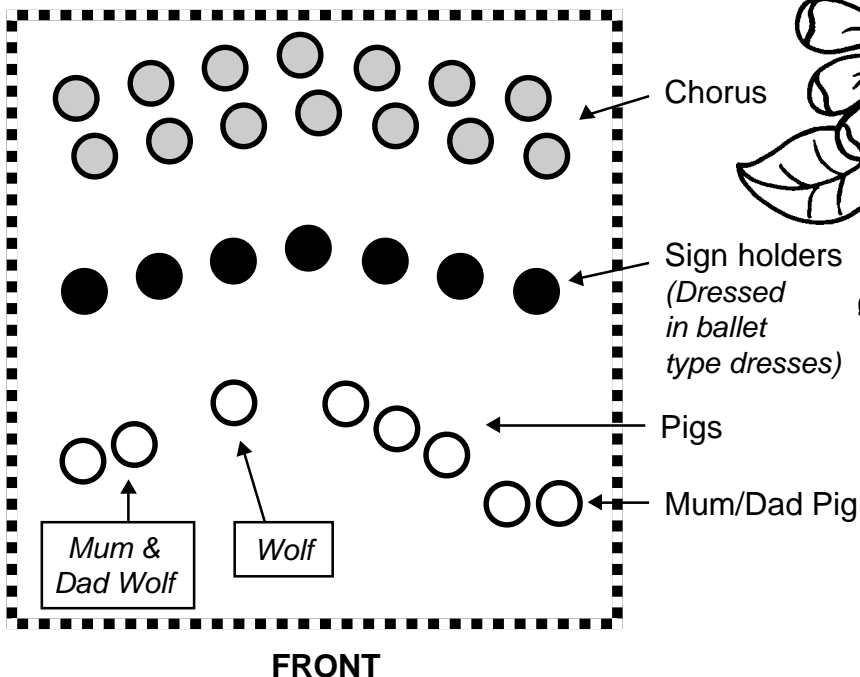 Chorus
Sign holders
(Dressed
in ballet
type dresses)
Pigs
Mum/Dad Pig
Mum &
Dad Wolf
Wolf
FRONT